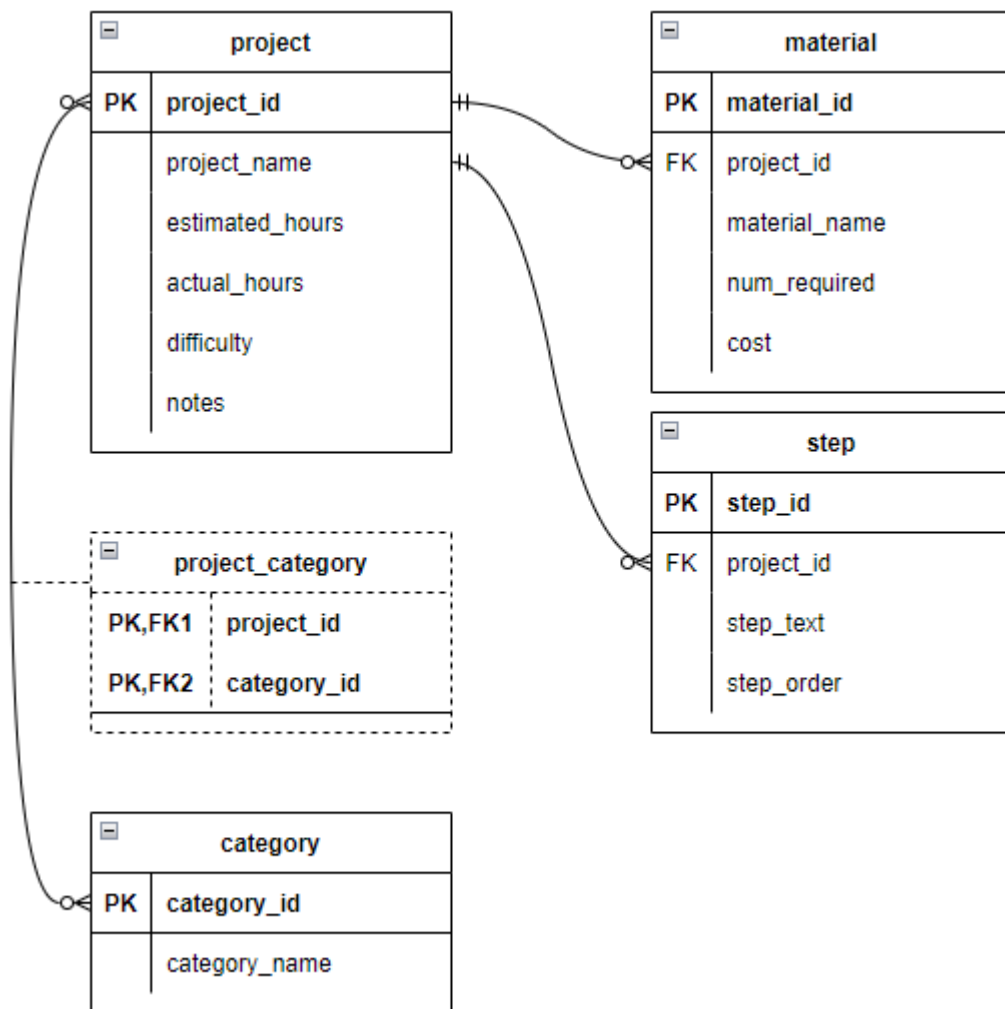 project
PK project_id
project_name
estimated_hours
actual_hours
difficulty
notes
material
PK material_id
FK project_id
material_name
num_required
cost
step
PK step_id
FK project_id
step_text
step_order
project_category
PK,FK1 project_id
PK,FK2 category_id
category
PK category_id
category_name